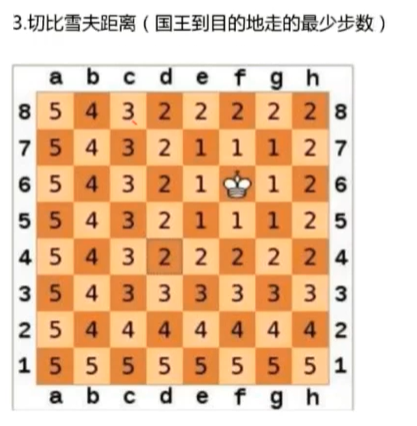 3.切比雪夫距离（国王到目的地走的最少步数）
a b c d e f g h
8 5 4 3 2 2 2 2 2 8
7 5 4 3 2 1 1 1 2 7
6 5 4 3 2 1 1 2 6
5 5 4 3 2 1 1 1 2 5
4 5 4 3 2 2 2 2 2 4
3 5 4 3 3 3 3 3 3 3
2 5 4 4 4 4 4 4 4 2
1 5 5 5 5 5 5 5 5 1
a b c d e f g h